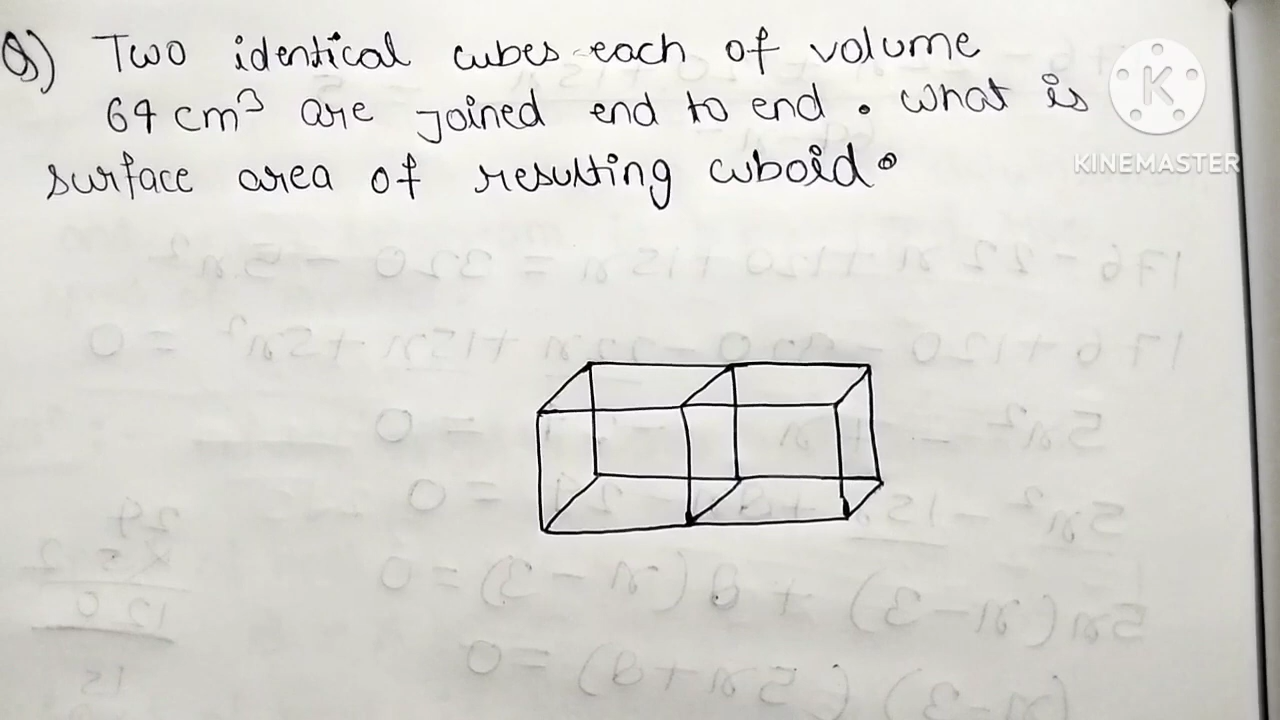 Q) Two identical cubes each of volume
64 cm³ are joined end to end. What is
surface area of resulting cuboid.
K
KINEMASTER